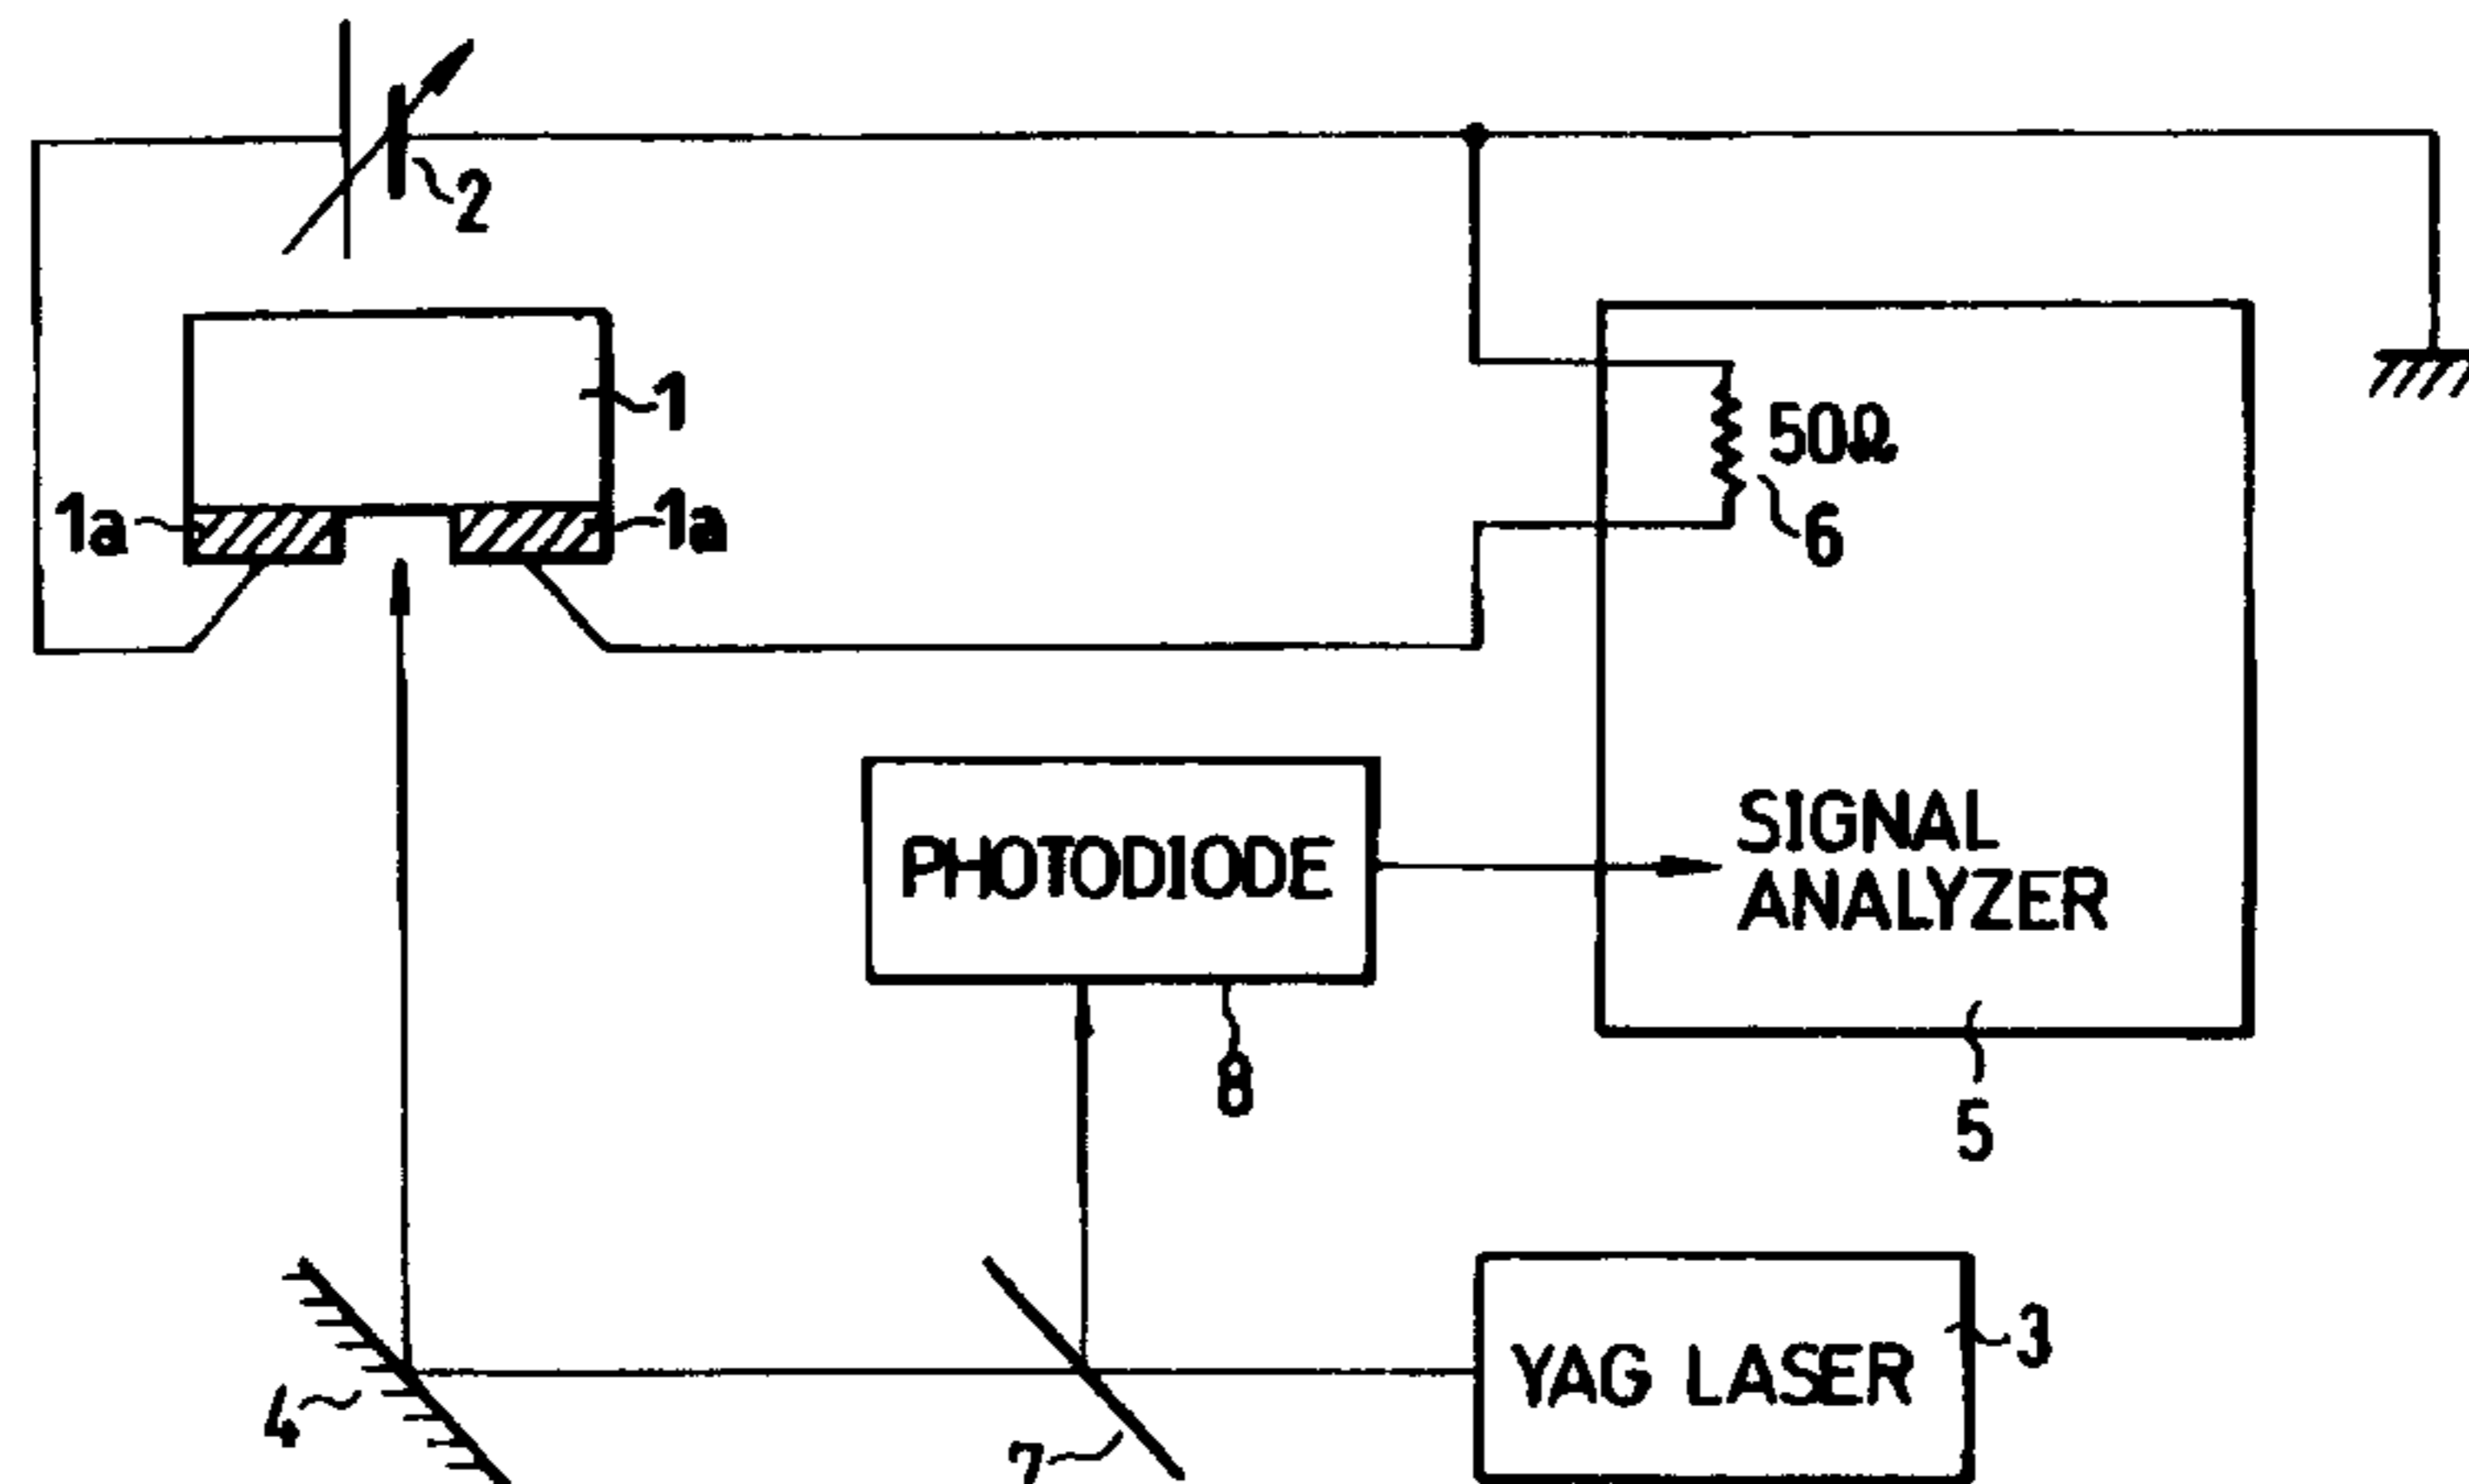 2
1
1a
1a
50Ω
6
PHOTODIODE
SIGNAL
ANALYZER
8
5
3
YAG LASER
4
7